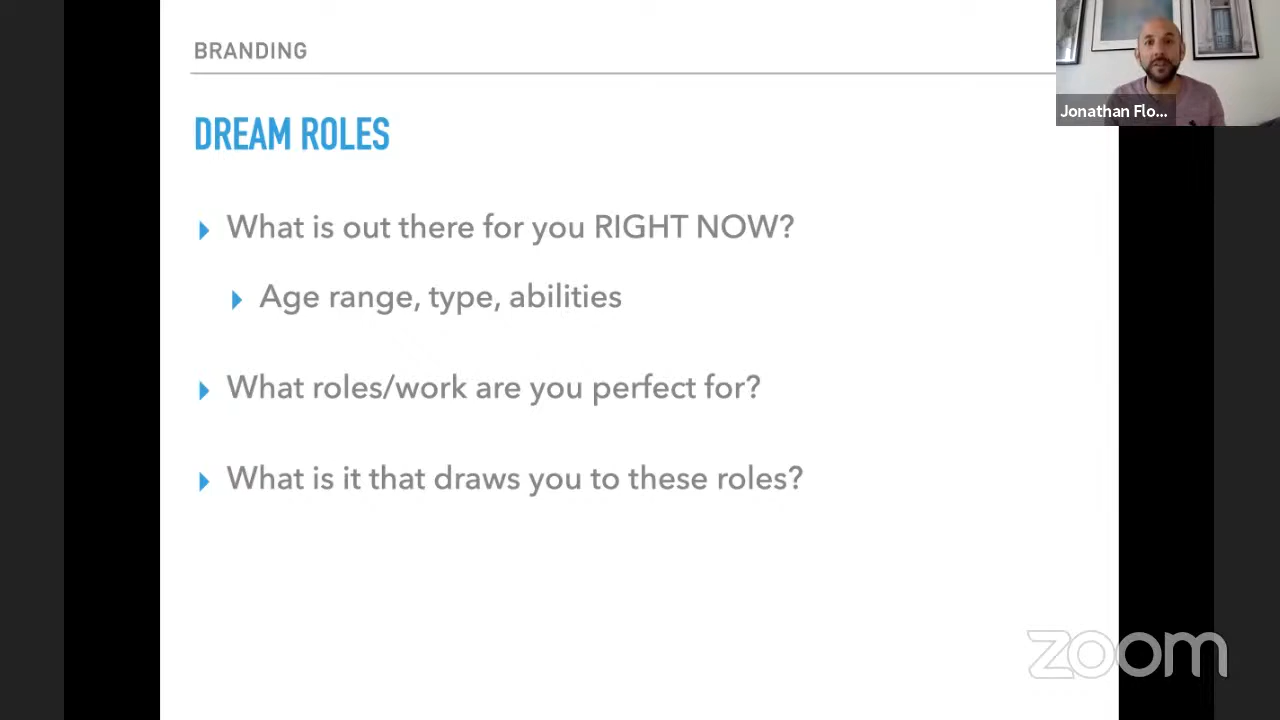 BRANDING
Jonathan Flo...
DREAM ROLES
What is out there for you RIGHT NOW?
Age range, type, abilities
What roles/work are you perfect for?
What is it that draws you to these roles?
zoom